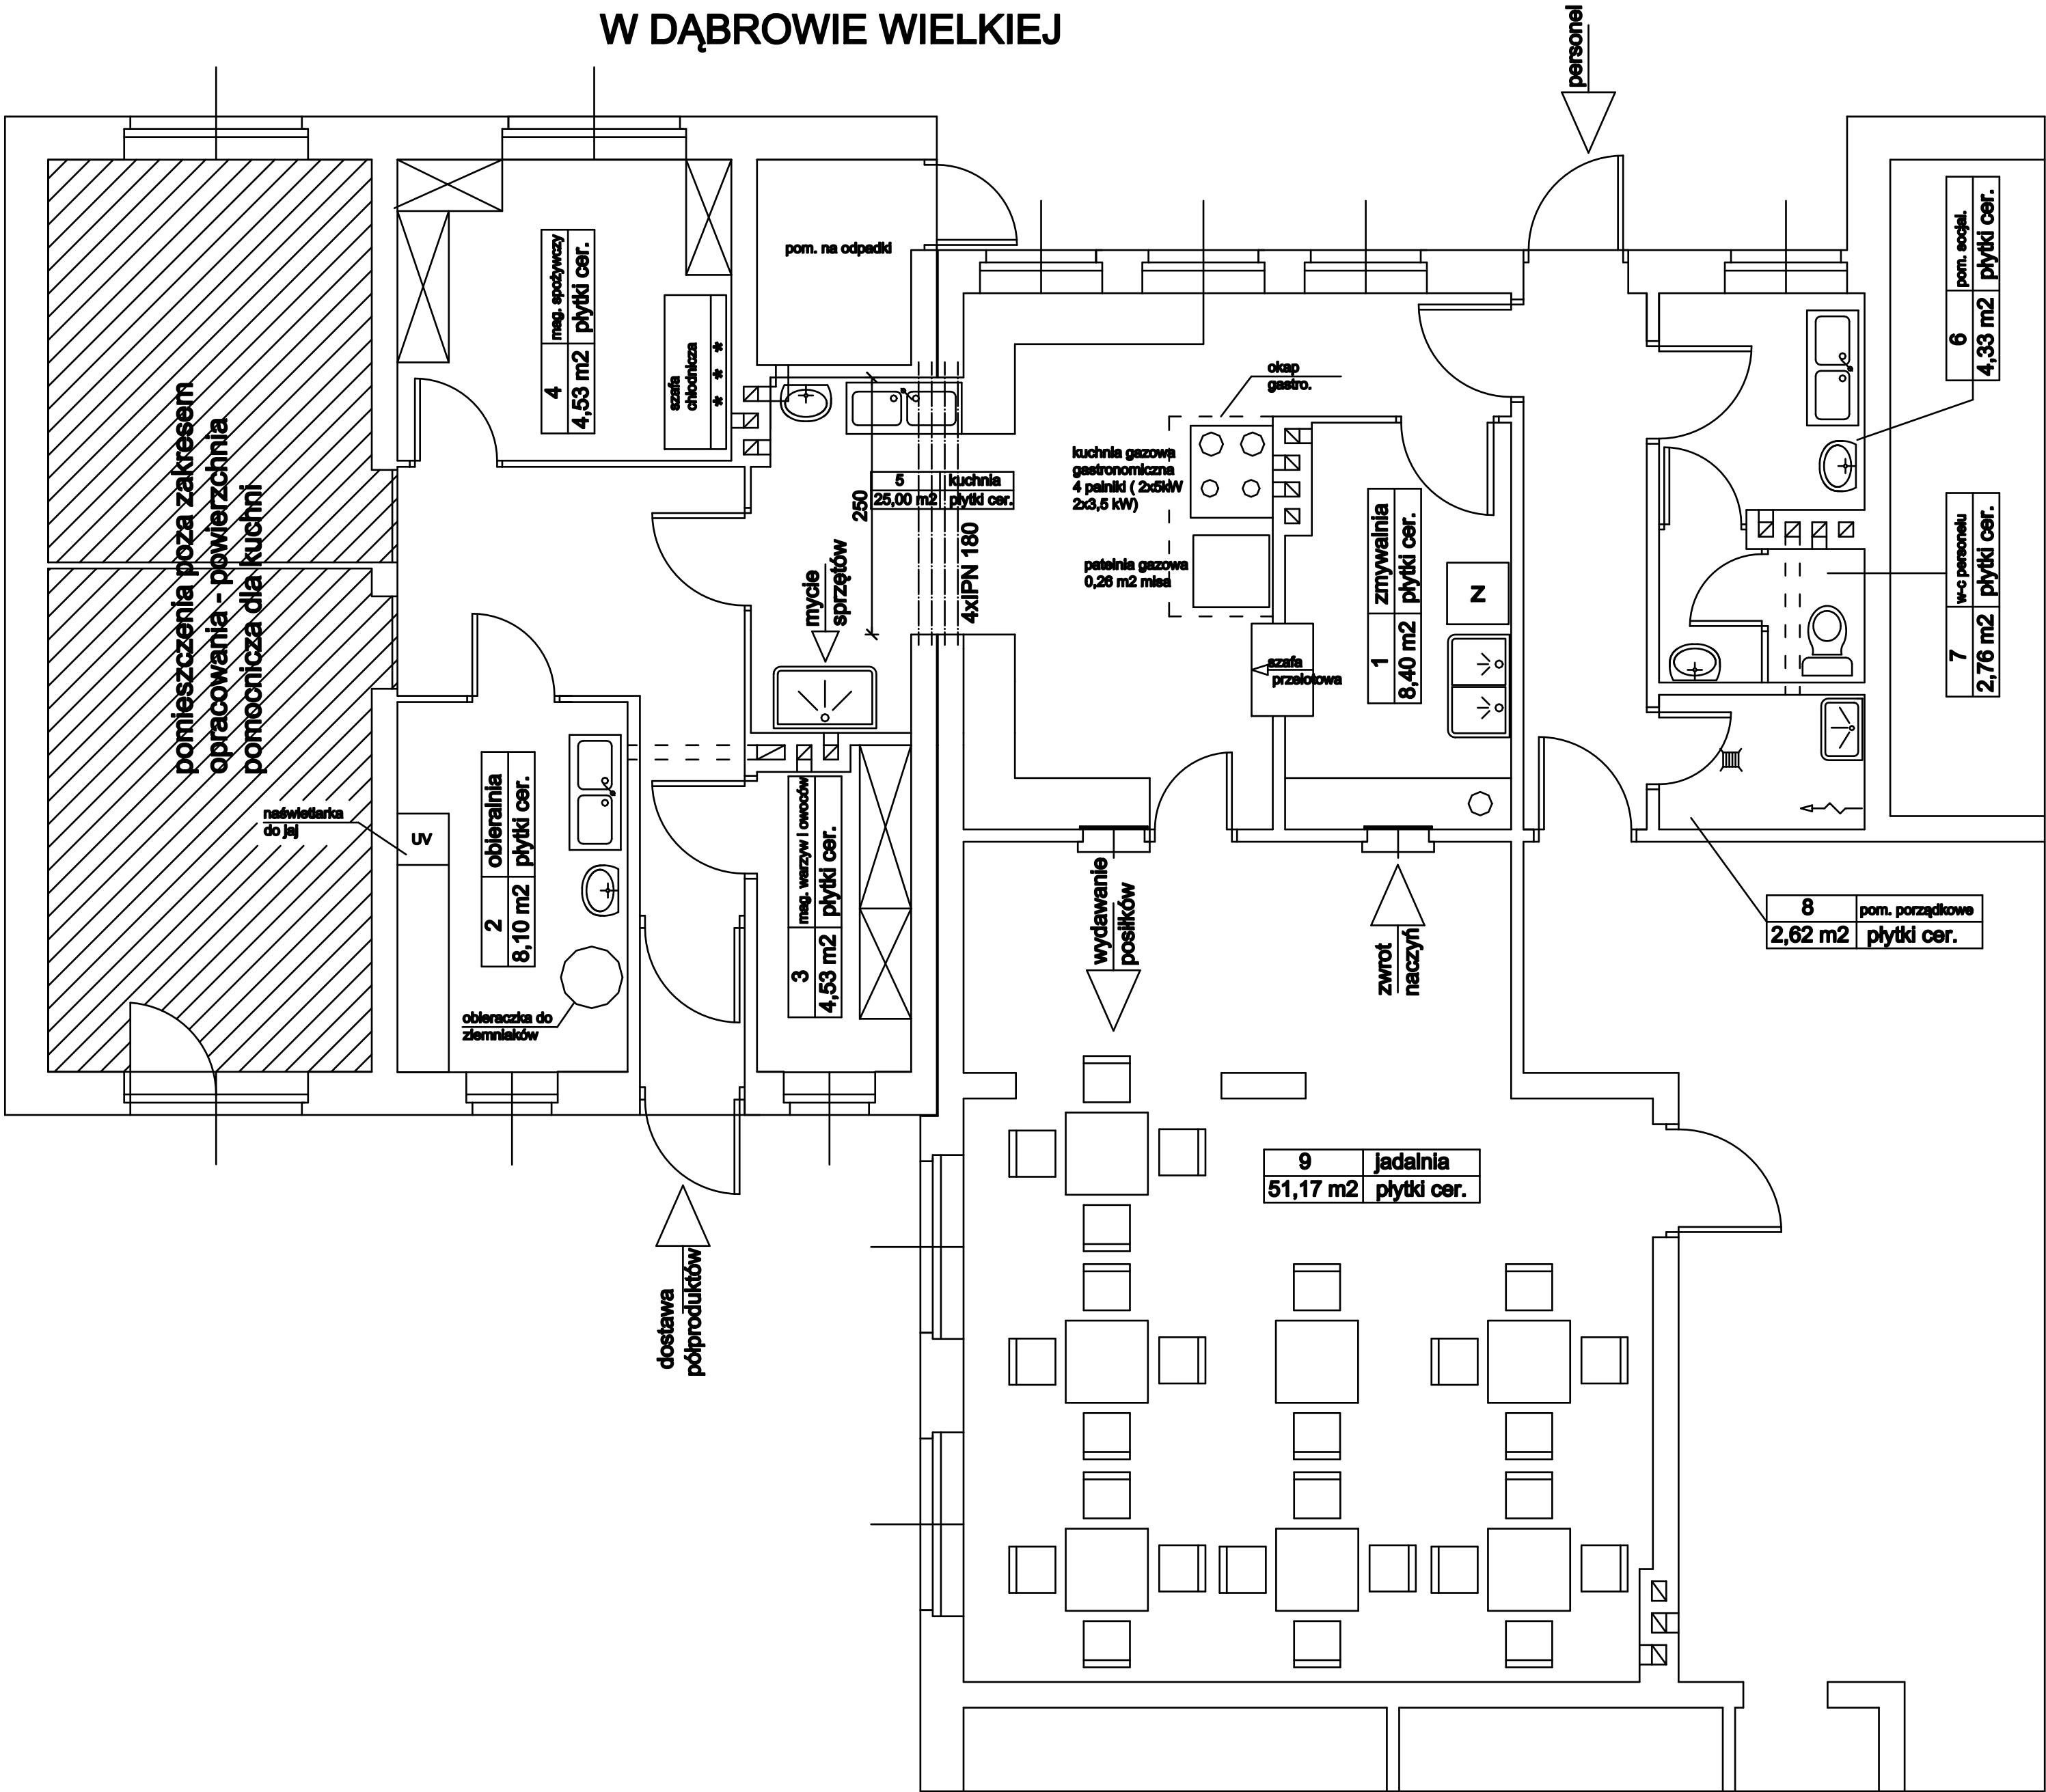 W DĄBROWIE WIELKIEJ
personel
pom. na odpadki
4 mag. spożywczy
4,53 m2 płytki cer.
szafa
chłodnicza
* * *
6 pom. socjal.
4,33 m2 płytki cer.
okap
gastro.
kuchnia gazowa
gastronomiczna
4 palniki ( 2x5kW
2x3,5 kW)
patelnia gazowa
0,26 m2 misa
5 kuchnia
25,00 m2 płytki cer.
250
4xIPN 180
mycie
sprzętów
1 zmywalnia
8,40 m2 płytki cer.
Z
szafa
przelotowa
7 w-c personelu
2,76 m2 płytki cer.
pomieszczenia poza zakresem
opracowania - powierzchnia
pomocnicza dla kuchni
naświetlarka
do jaj
UV
2 obieralnia
8,10 m2 płytki cer.
obieraczka do
ziemniaków
3 mag. warzyw i owoców
4,53 m2 płytki cer.
wydawanie
posiłków
zwrot
naczyń
8 pom. porządkowe
2,62 m2 płytki cer.
9 jadalnia
51,17 m2 płytki cer.
dostawa
półproduktów